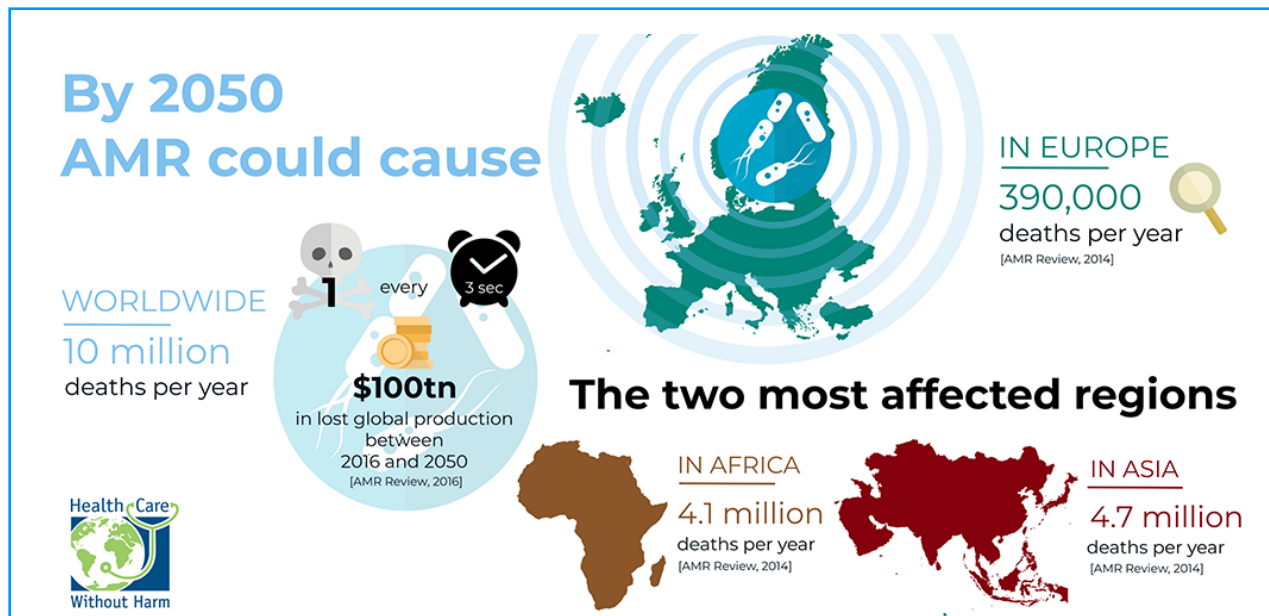 By 2050
AMR could cause
WORLDWIDE
10 million
deaths per year
1 every 3 sec
$100tn
in lost global production
between
2016 and 2050
[AMR Review, 2016]
IN EUROPE
390,000
deaths per year
[AMR Review, 2014]
The two most affected regions
IN AFRICA
4.1 million
deaths per year
[AMR Review, 2014]
IN ASIA
4.7 million
deaths per year
[AMR Review, 2014]
Health Care
Without Harm